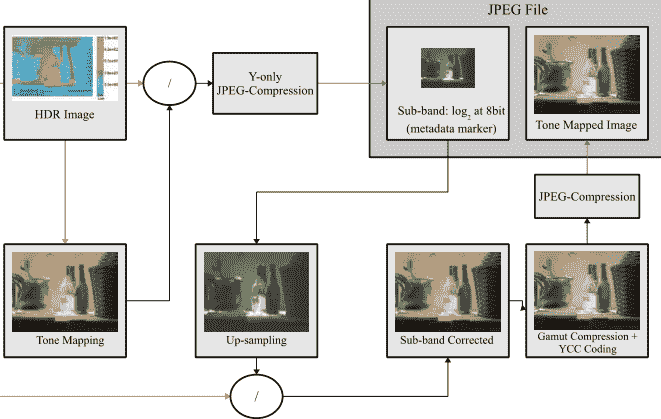 JPEG File
HDR Image
/
Y-only
JPEG-Compression
Sub-band: log2 at 8bit
(metadata marker)
Tone Mapped Image
JPEG-Compression
Tone Mapping
Up-sampling
Sub-band Corrected
Gamut Compression +
YCC Coding
/